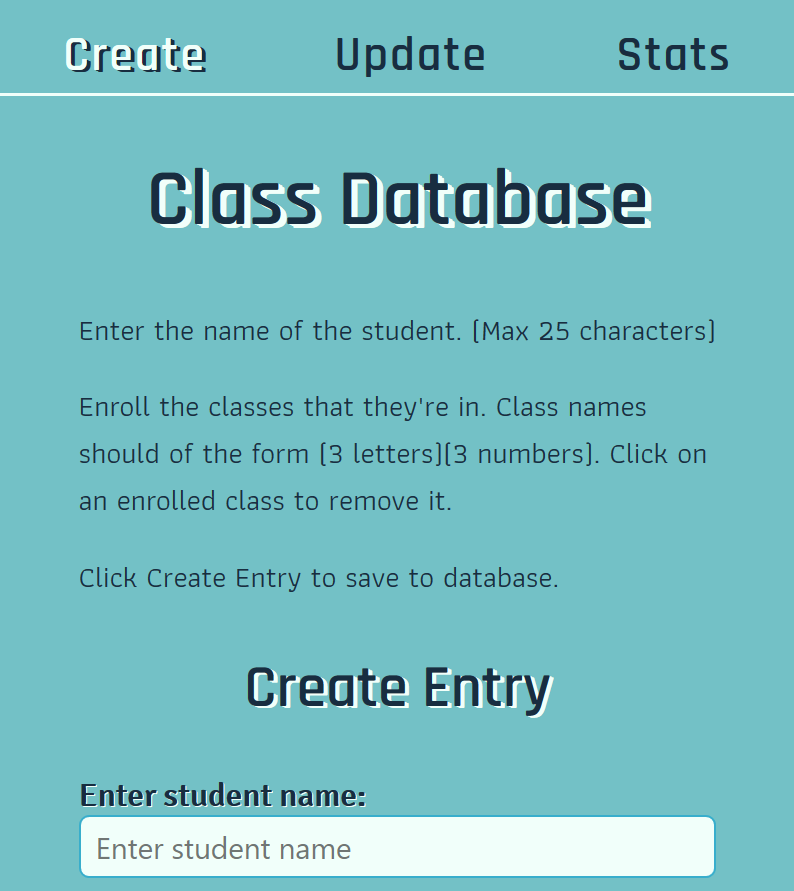 Create Update Stats
Class Database
Enter the name of the student. (Max 25 characters)
Enroll the classes that they're in. Class names
should of the form (3 letters)(3 numbers). Click on
an enrolled class to remove it.
Click Create Entry to save to database.
Create Entry
Enter student name:
Enter student name